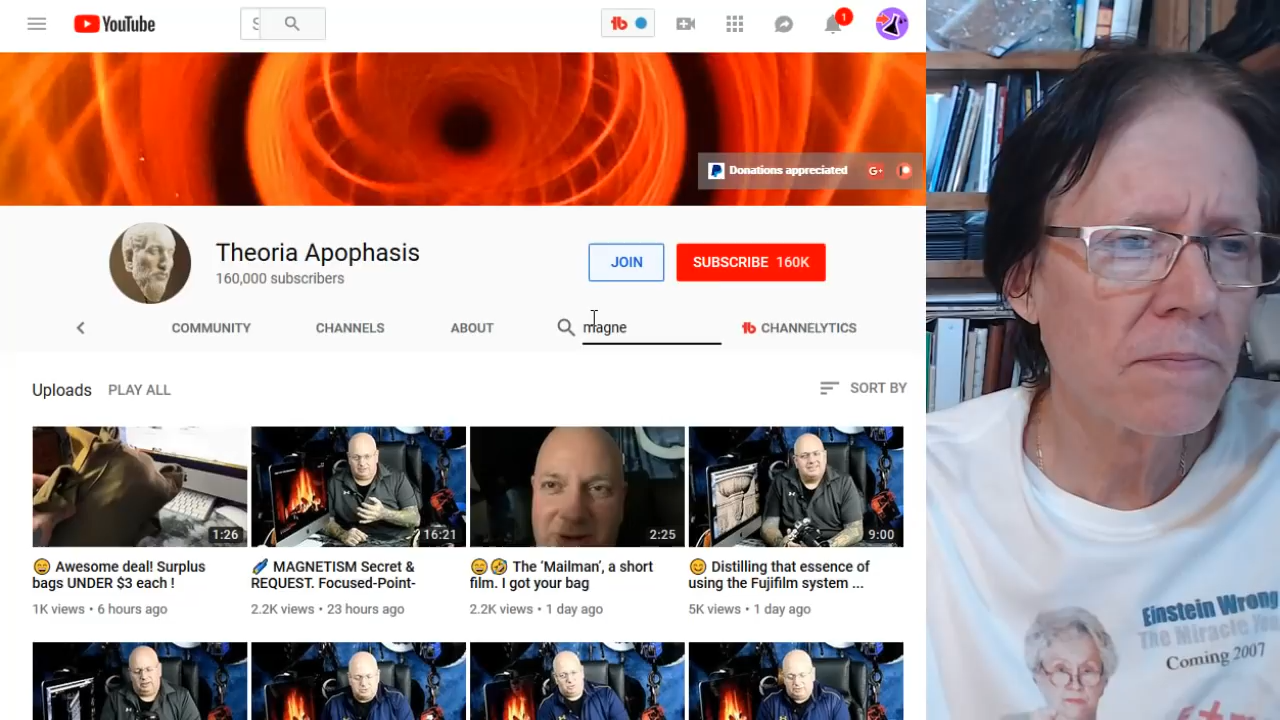 YouTube
S
1
Donations appreciated
G+
Theoria Apophasis
160,000 subscribers
JOIN
SUBSCRIBE 160K
COMMUNITY
CHANNELS
ABOUT
magne
CHANNELYTICS
Uploads
PLAY ALL
SORT BY
1:26
16:21
2:25
9:00
😄 Awesome deal! Surplus
bags UNDER $3 each !
1K views • 6 hours ago
🚀 MAGNETISM Secret &
REQUEST. Focused-Point-
2.2K views • 23 hours ago
😄🤣 The ‘Mailman’, a short
film. I got your bag
2.2K views • 1 day ago
😊 Distilling that essence of
using the Fujifilm system ...
5K views • 1 day ago
Einstein Wrong
The Miracle
Coming 2007